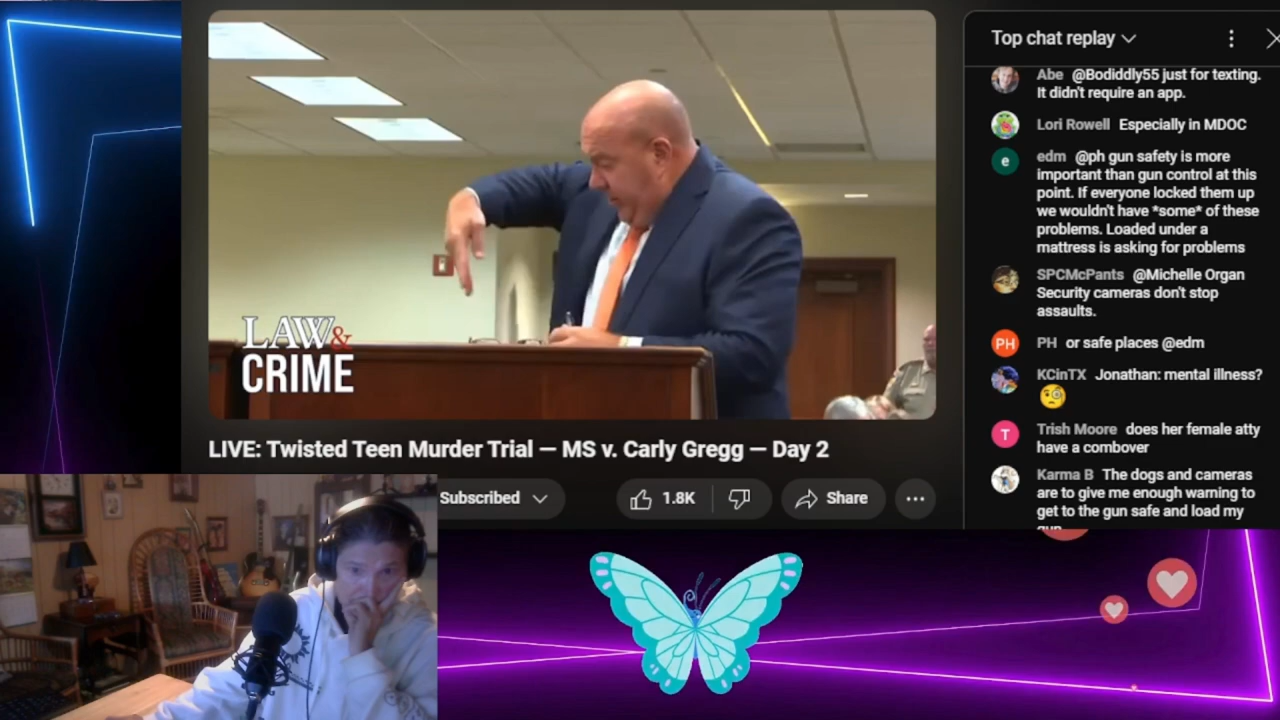 LAW&
CRIME
LIVE: Twisted Teen Murder Trial — MS v. Carly Gregg — Day 2
Subscribed
1.8K
Share
Top chat replay
Abe @Bodiddly55 just for texting.
It didn't require an app.
Lori Rowell Especially in MDOC
e
edm @ph gun safety is more
important than gun control at this
point. If everyone locked them up
we wouldn't have *some* of these
problems. Loaded under a
mattress is asking for problems
SPCMcPants @Michelle Organ
Security cameras don't stop
assaults.
PH
PH or safe places @edm
KCinTX Jonathan: mental illness?
T
Trish Moore does her female atty
have a combover
Karma B The dogs and cameras
are to give me enough warning to
get to the gun safe and load my
gun